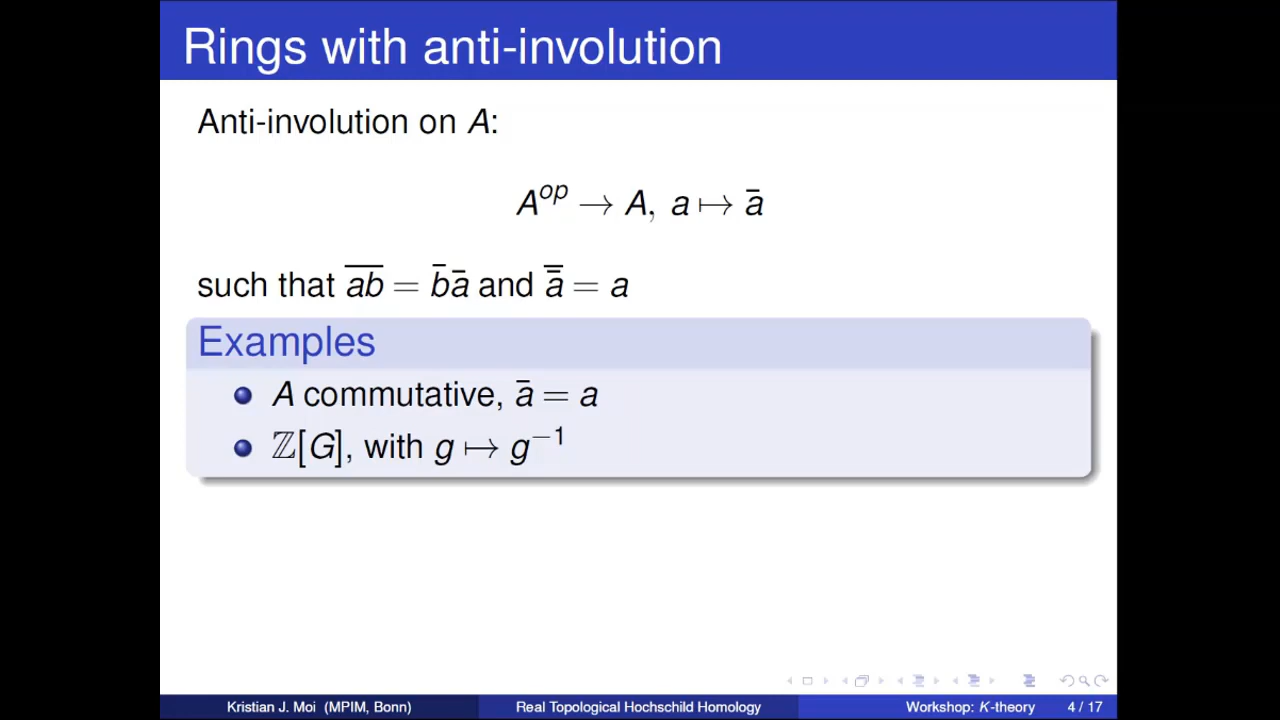 Rings with anti-involution
Anti-involution on A:
A^{op} → A, a ↦ ā
such that \overline{ab} = b̄ā and \bar{\bar{a}} = a
Examples
A commutative, ā = a
ℤ[G], with g ↦ g^{−1}
Kristian J. Moi (MPIM, Bonn) Real Topological Hochschild Homology Workshop: K-theory 4 / 17